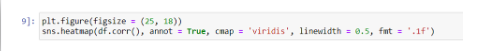 9]: plt.figure(figsize = (25, 18))
sns.heatmap(df.corr(), annot = True, cmap = 'viridis', linewidth = 0.5, fmt = '.1f')